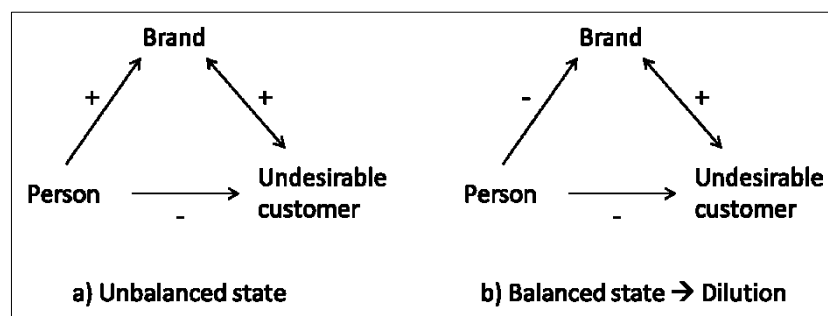 Brand
+
+
Person
-
Undesirable
customer
a) Unbalanced state
Brand
-
+
Person
-
Undesirable
customer
b) Balanced state → Dilution